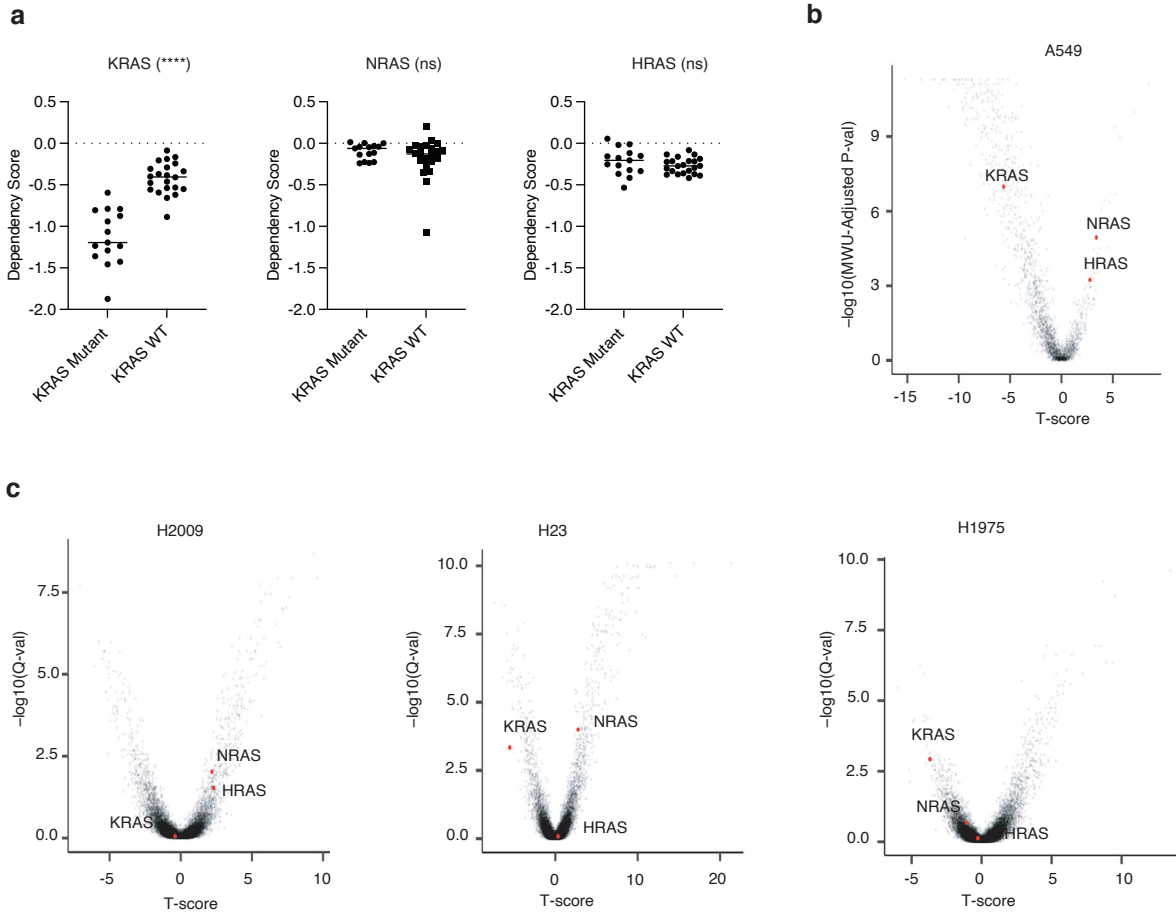 a
KRAS (****)
Dependency Score
0.5
0.0
-0.5
-1.0
-1.5
-2.0
KRAS Mutant
KRAS WT
NRAS (ns)
Dependency Score
0.5
0.0
-0.5
-1.0
-1.5
-2.0
KRAS Mutant
KRAS WT
HRAS (ns)
Dependency Score
0.5
0.0
-0.5
-1.0
-1.5
-2.0
KRAS Mutant
KRAS WT
b
A549
−log10(MWU-Adjusted P-val)
9
6
3
0
KRAS
NRAS
HRAS
-15 -10 -5 0 5
T-score
c
H2009
−log10(Q-val)
7.5
5.0
2.5
0.0
NRAS
HRAS
KRAS
-5 0 5 10
T-score
H23
−log10(Q-val)
10.0
7.5
5.0
2.5
0.0
KRAS
NRAS
HRAS
0 10 20
T-score
H1975
−log10(Q-val)
10.0
7.5
5.0
2.5
0.0
KRAS
NRAS
HRAS
-5 0 5 10
T-score